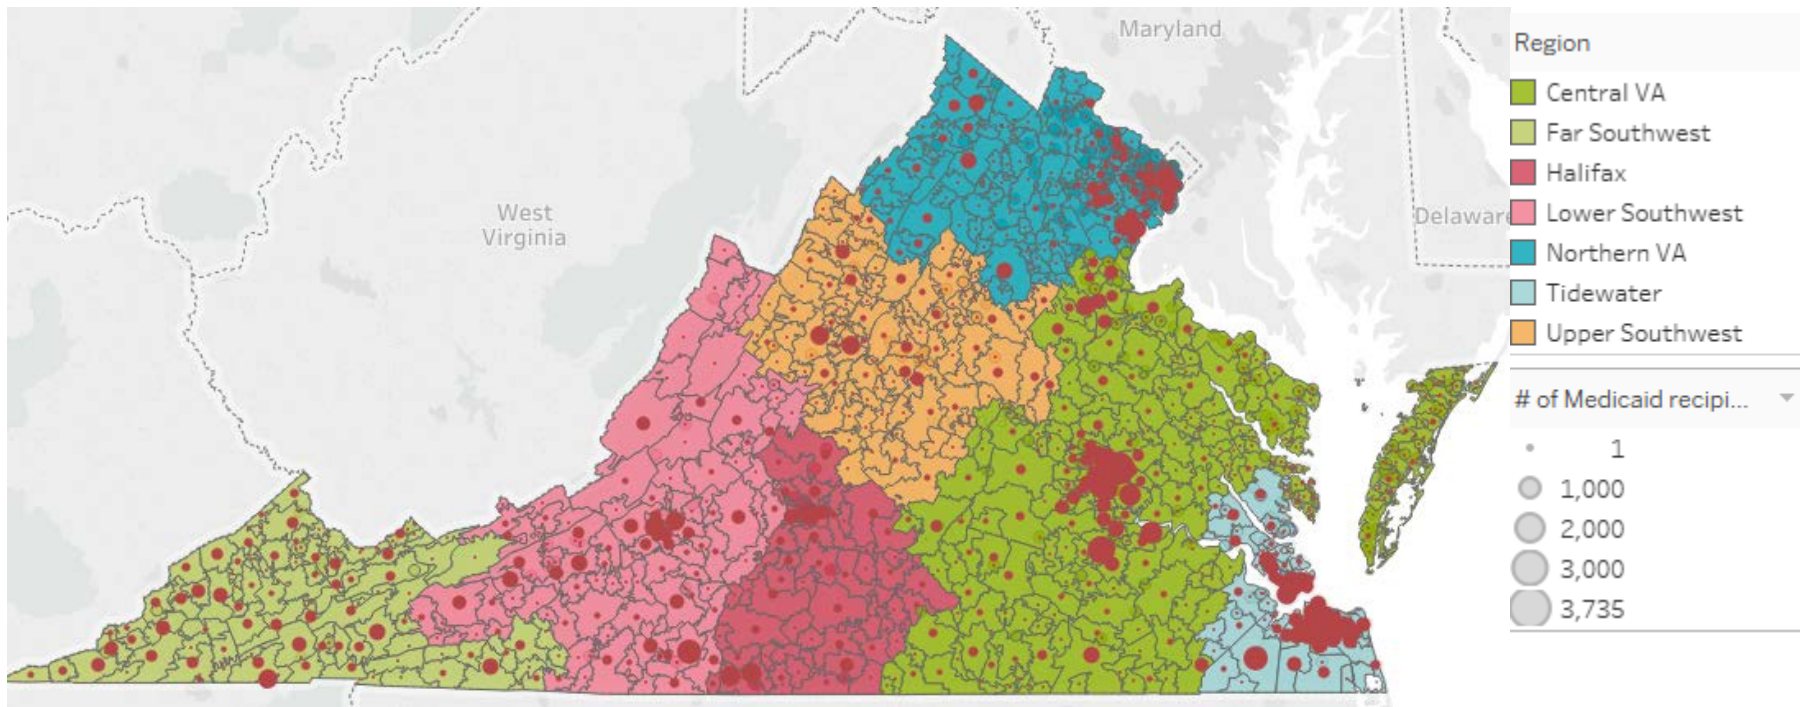 Maryland
West
Virginia
Delaware
Region
Central VA
Far Southwest
Halifax
Lower Southwest
Northern VA
Tidewater
Upper Southwest
# of Medicaid recipi...
1
1,000
2,000
3,000
3,735